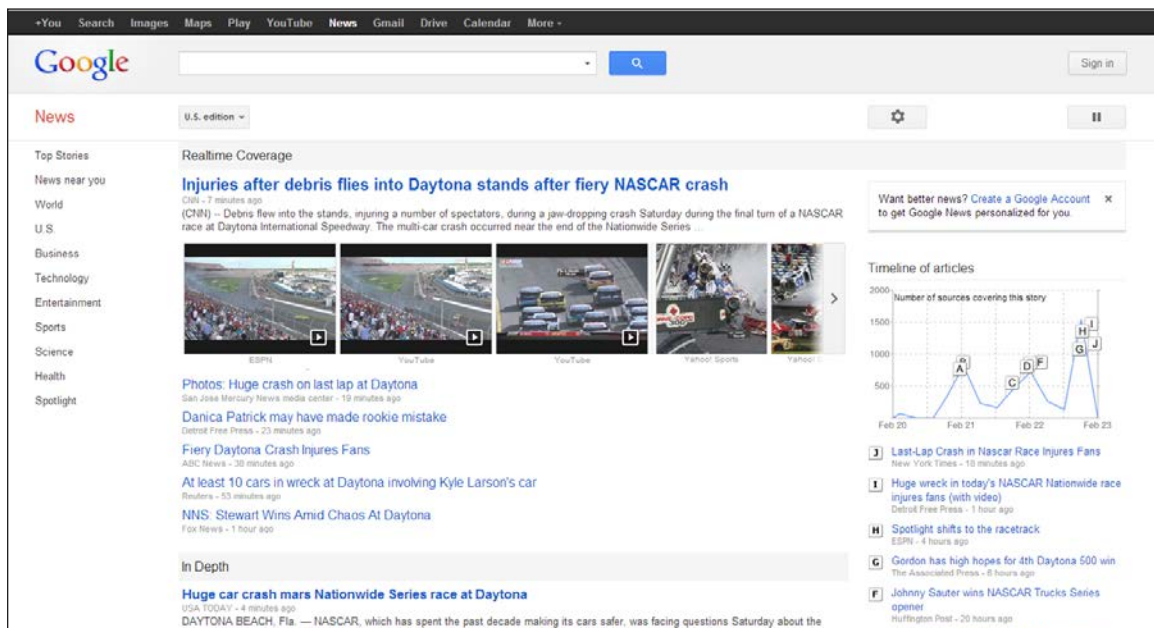 +You Search Images Maps Play YouTube News Gmail Drive Calendar More
Google
Sign in
News
U.S. edition
Top Stories
News near you
World
U.S.
Business
Technology
Entertainment
Sports
Science
Health
Spotlight
Realtime Coverage
Injuries after debris flies into Daytona stands after fiery NASCAR crash
CNN - 7 minutes ago
(CNN) -- Debris flew into the stands, injuring a number of spectators, during a jaw-dropping crash Saturday during the final turn of a NASCAR
race at Daytona International Speedway. The multi-car crash occurred near the end of the Nationwide Series ...
ESPN
YouTube
YouTube
Yahoo! Sports
Yahoo!
Photos: Huge crash on last lap at Daytona
San Jose Mercury News media center - 19 minutes ago
Danica Patrick may have made rookie mistake
Detroit Free Press - 23 minutes ago
Fiery Daytona Crash Injures Fans
ABC News - 38 minutes ago
At least 10 cars in wreck at Daytona involving Kyle Larson's car
Reuters - 53 minutes ago
NNS: Stewart Wins Amid Chaos At Daytona
Fox News - 1 hour ago
In Depth
Huge car crash mars Nationwide Series race at Daytona
USA TODAY - 4 minutes ago
DAYTONA BEACH, Fla. — NASCAR, which has spent the past decade making its cars safer, was facing questions Saturday about the
Want better news? Create a Google Account
to get Google News personalized for you.
Timeline of articles
Number of sources covering this story
2000
1500
1000
500
A
C
D
F
G
H
I
J
Feb 20 Feb 21 Feb 22 Feb 23
J Last-Lap Crash in Nascar Race Injures Fans
New York Times - 18 minutes ago
I Huge wreck in today's NASCAR Nationwide race
injures fans (with video)
Detroit Free Press - 1 hour ago
H Spotlight shifts to the racetrack
ESPN - 4 hours ago
G Gordon has high hopes for 4th Daytona 500 win
The Associated Press - 6 hours ago
F Johnny Sauter wins NASCAR Trucks Series
opener
Huffington Post - 20 hours ago